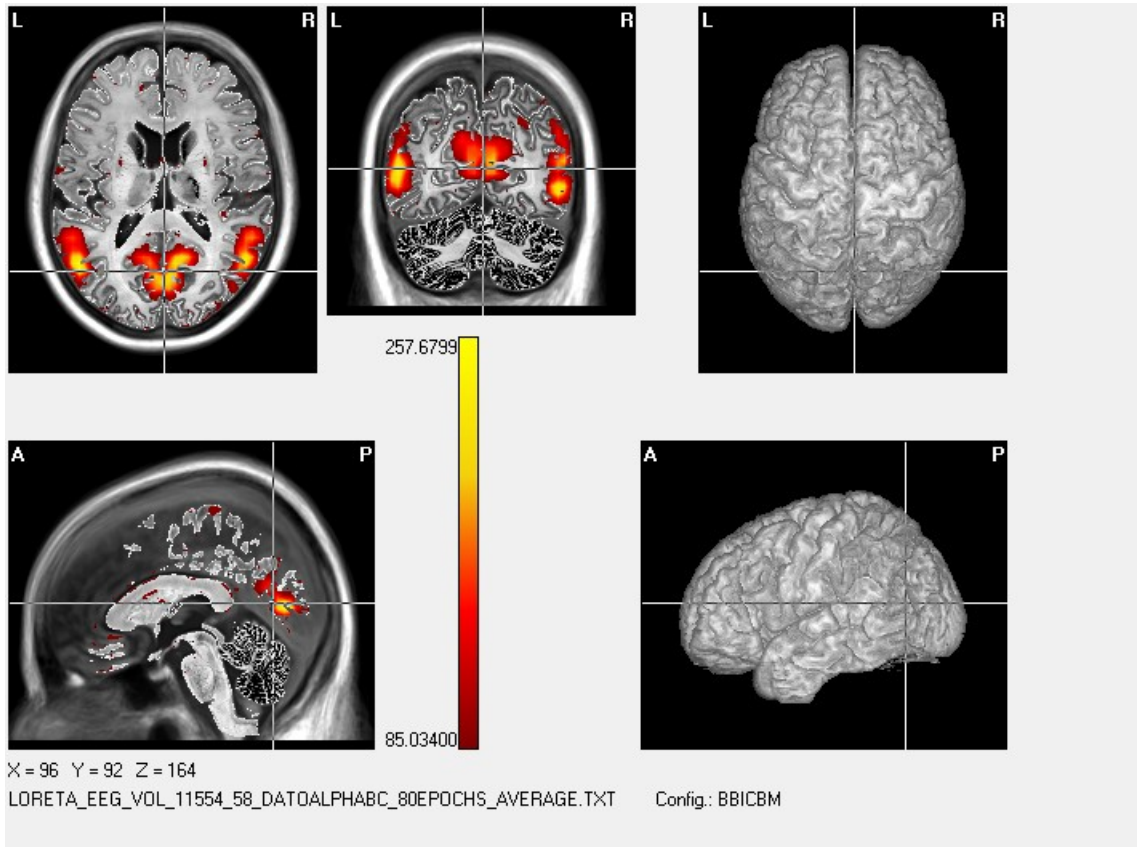 L R
L R
L R
257.6799
85.03400
A P
A P
X = 96 Y = 92 Z = 164
LORETA_EEG_VOL_11554_58_DATOALPHABC_80EPOCHS_AVERAGE.TXT Config.: BBICBM